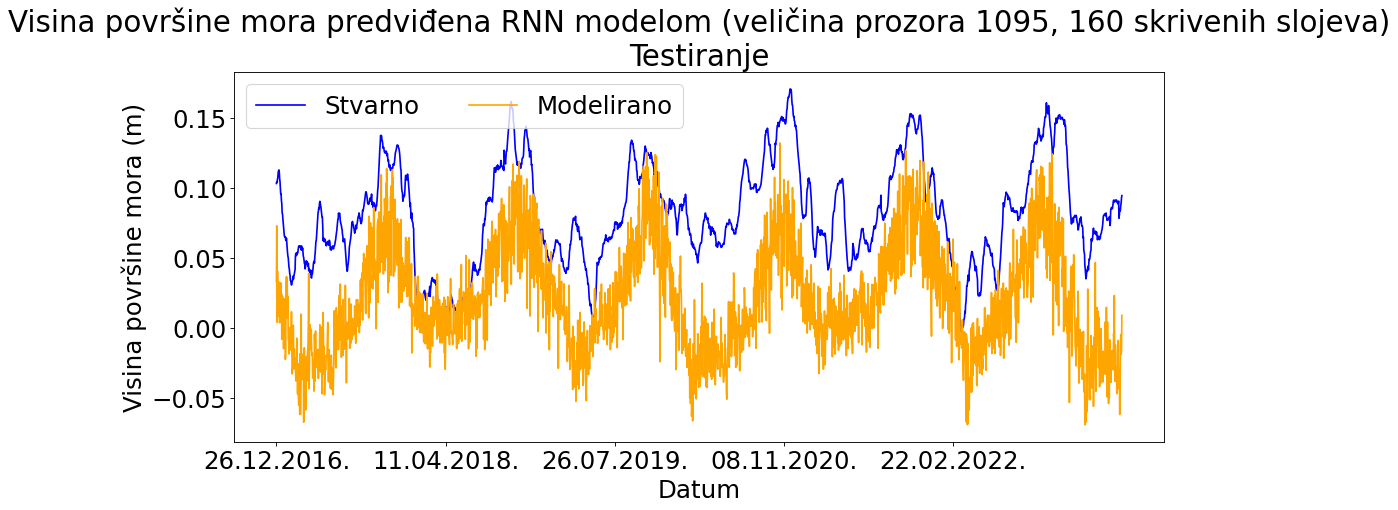 Visina površine mora predviđena RNN modelom (veličina prozora 1095, 160 skrivenih slojeva)
Testiranje
Stvarno
Modelirano
Visina površine mora (m)
0.15
0.10
0.05
0.00
−0.05
26.12.2016.
11.04.2018.
26.07.2019.
08.11.2020.
22.02.2022.
Datum